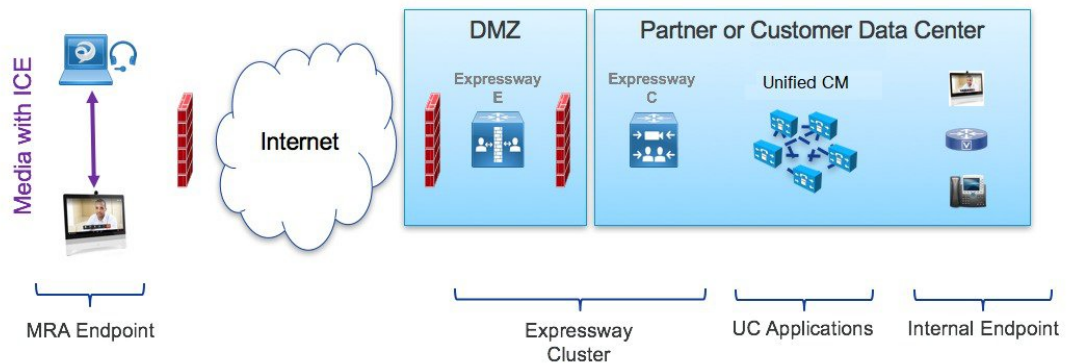 DMZ
Partner or Customer Data Center
Media with ICE
Expressway
E
Expressway
C
Unified CM
Internet
V
MRA Endpoint
Expressway
Cluster
UC Applications
Internal Endpoint